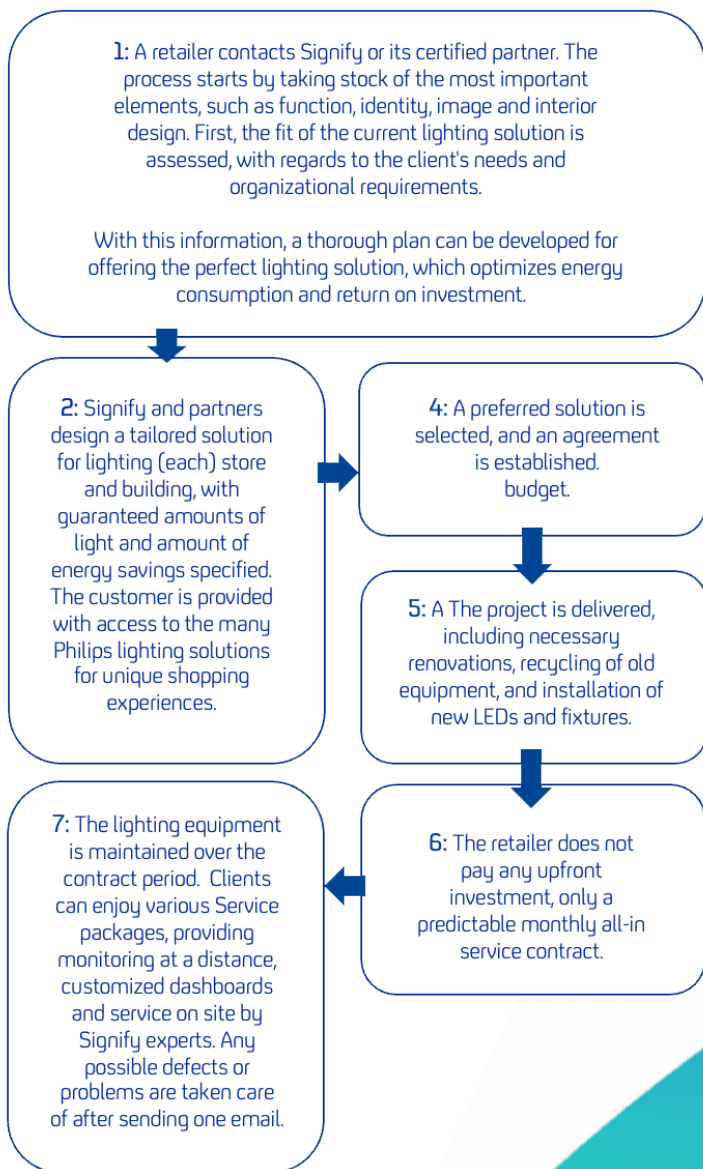 1: A retailer contacts Signify or its certified partner. The
process starts by taking stock of the most important
elements, such as function, identity, image and interior
design. First, the fit of the current lighting solution is
assessed, with regards to the client's needs and
organizational requirements.
With this information, a thorough plan can be developed for
offering the perfect lighting solution, which optimizes energy
consumption and return on investment.
2: Signify and partners
design a tailored solution
for lighting (each) store
and building, with
guaranteed amounts of
light and amount of
energy savings specified.
The customer is provided
with access to the many
Philips lighting solutions
for unique shopping
experiences.
4: A preferred solution is
selected, and an agreement
is established.
budget.
5: A The project is delivered,
including necessary
renovations, recycling of old
equipment, and installation of
new LEDs and fixtures.
6: The retailer does not
pay any upfront
investment, only a
predictable monthly all-in
service contract.
7: The lighting equipment
is maintained over the
contract period. Clients
can enjoy various Service
packages, providing
monitoring at a distance,
customized dashboards
and service on site by
Signify experts. Any
possible defects or
problems are taken care
of after sending one email.